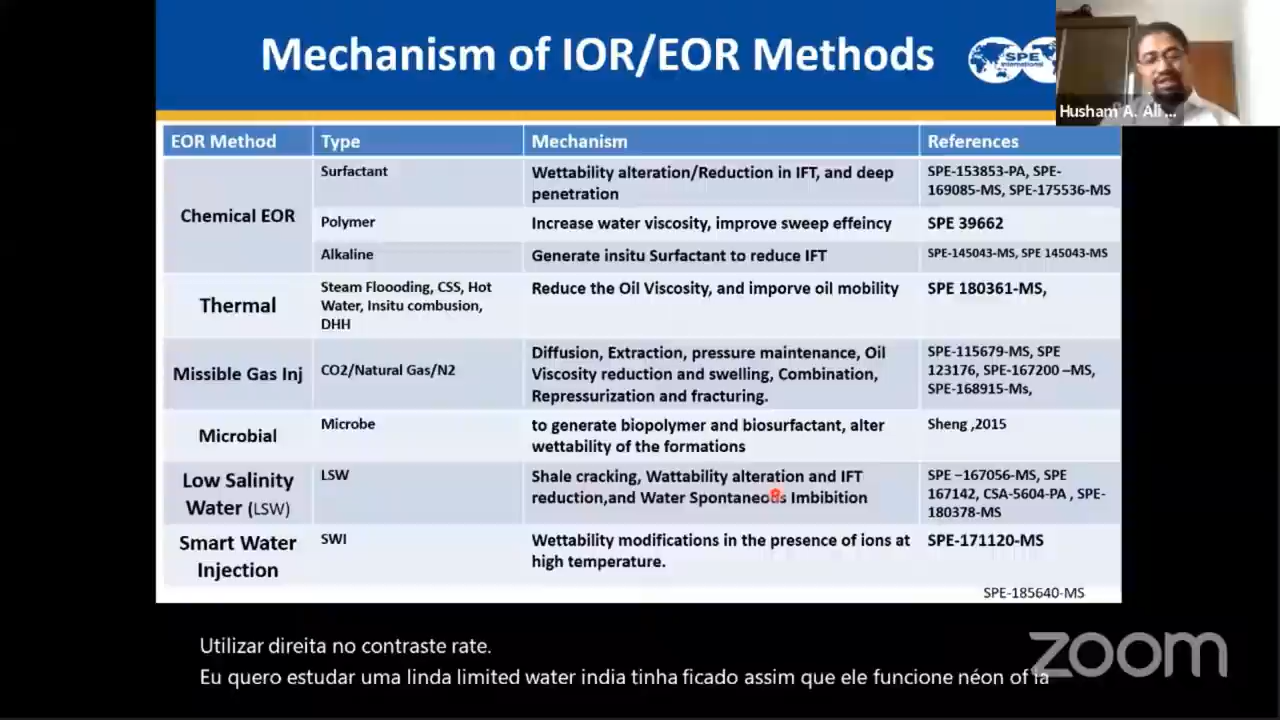 Mechanism of IOR/EOR Methods
SPE
International
Husham A. Ali ...
EOR Method Type Mechanism References
Chemical EOR
Surfactant
Wettability alteration/Reduction in IFT, and deep
penetration
SPE-153853-PA, SPE-
169085-MS, SPE-175536-MS
Polymer
Increase water viscosity, improve sweep effeincy
SPE 39662
Alkaline
Generate insitu Surfactant to reduce IFT
SPE-145043-MS, SPE 145043-MS
Thermal
Steam Floooding, CSS, Hot
Water, Insitu combusion,
DHH
Reduce the Oil Viscosity, and imporve oil mobility
SPE 180361-MS,
Missible Gas Inj
CO2/Natural Gas/N2
Diffusion, Extraction, pressure maintenance, Oil
Viscosity reduction and swelling, Combination,
Repressurization and fracturing.
SPE-115679-MS, SPE
123176, SPE-167200 –MS,
SPE-168915-Ms,
Microbial
Microbe
to generate biopolymer and biosurfactant, alter
wettability of the formations
Sheng ,2015
Low Salinity
Water (LSW)
LSW
Shale cracking, Wattability alteration and IFT
reduction,and Water Spontaneous Imbibition
SPE –167056-MS, SPE
167142, CSA-5604-PA , SPE-
180378-MS
Smart Water
Injection
SWI
Wettability modifications in the presence of ions at
high temperature.
SPE-171120-MS
SPE-185640-MS
Utilizar direita no contraste rate.
Eu quero estudar uma linda limited water india tinha ficado assim que ele funcione néon of la
zoom